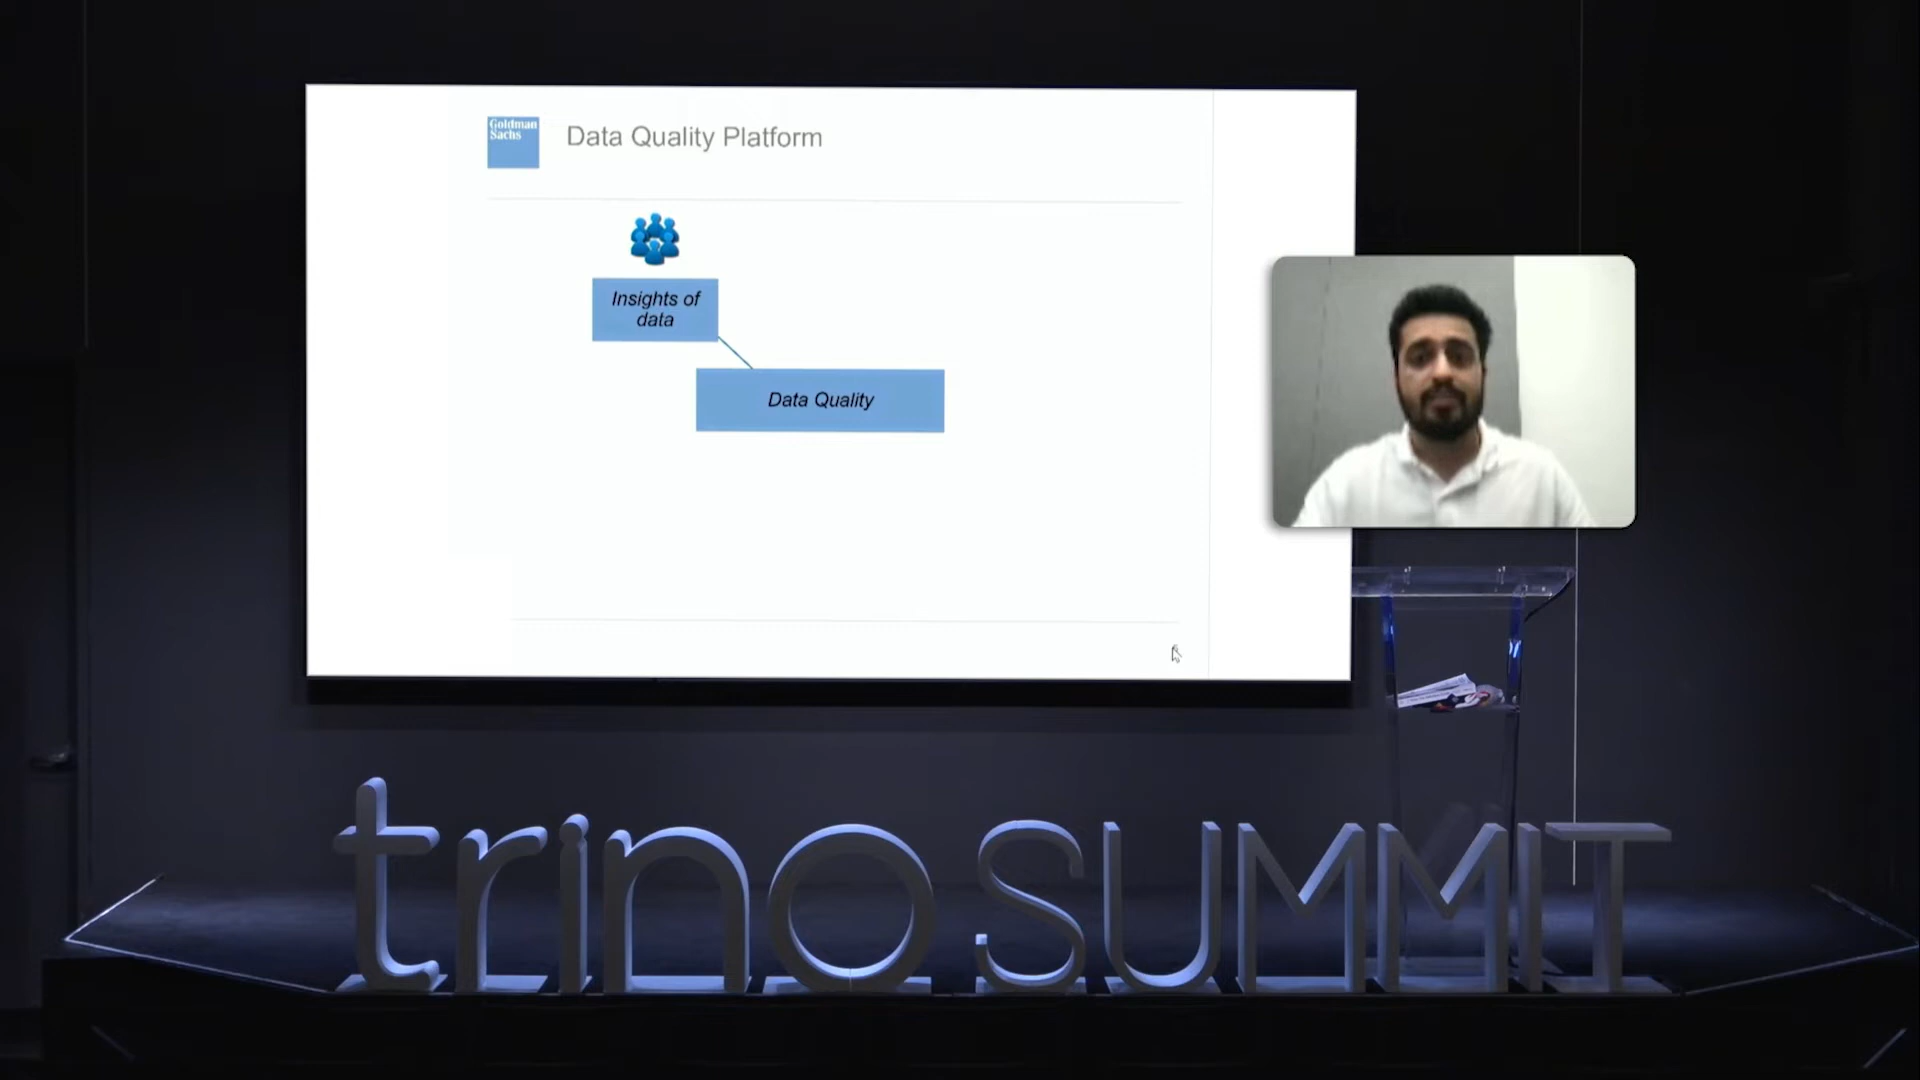 Goldman
Sachs
Data Quality Platform
Insights of
data
Data Quality
trino SUMMIT